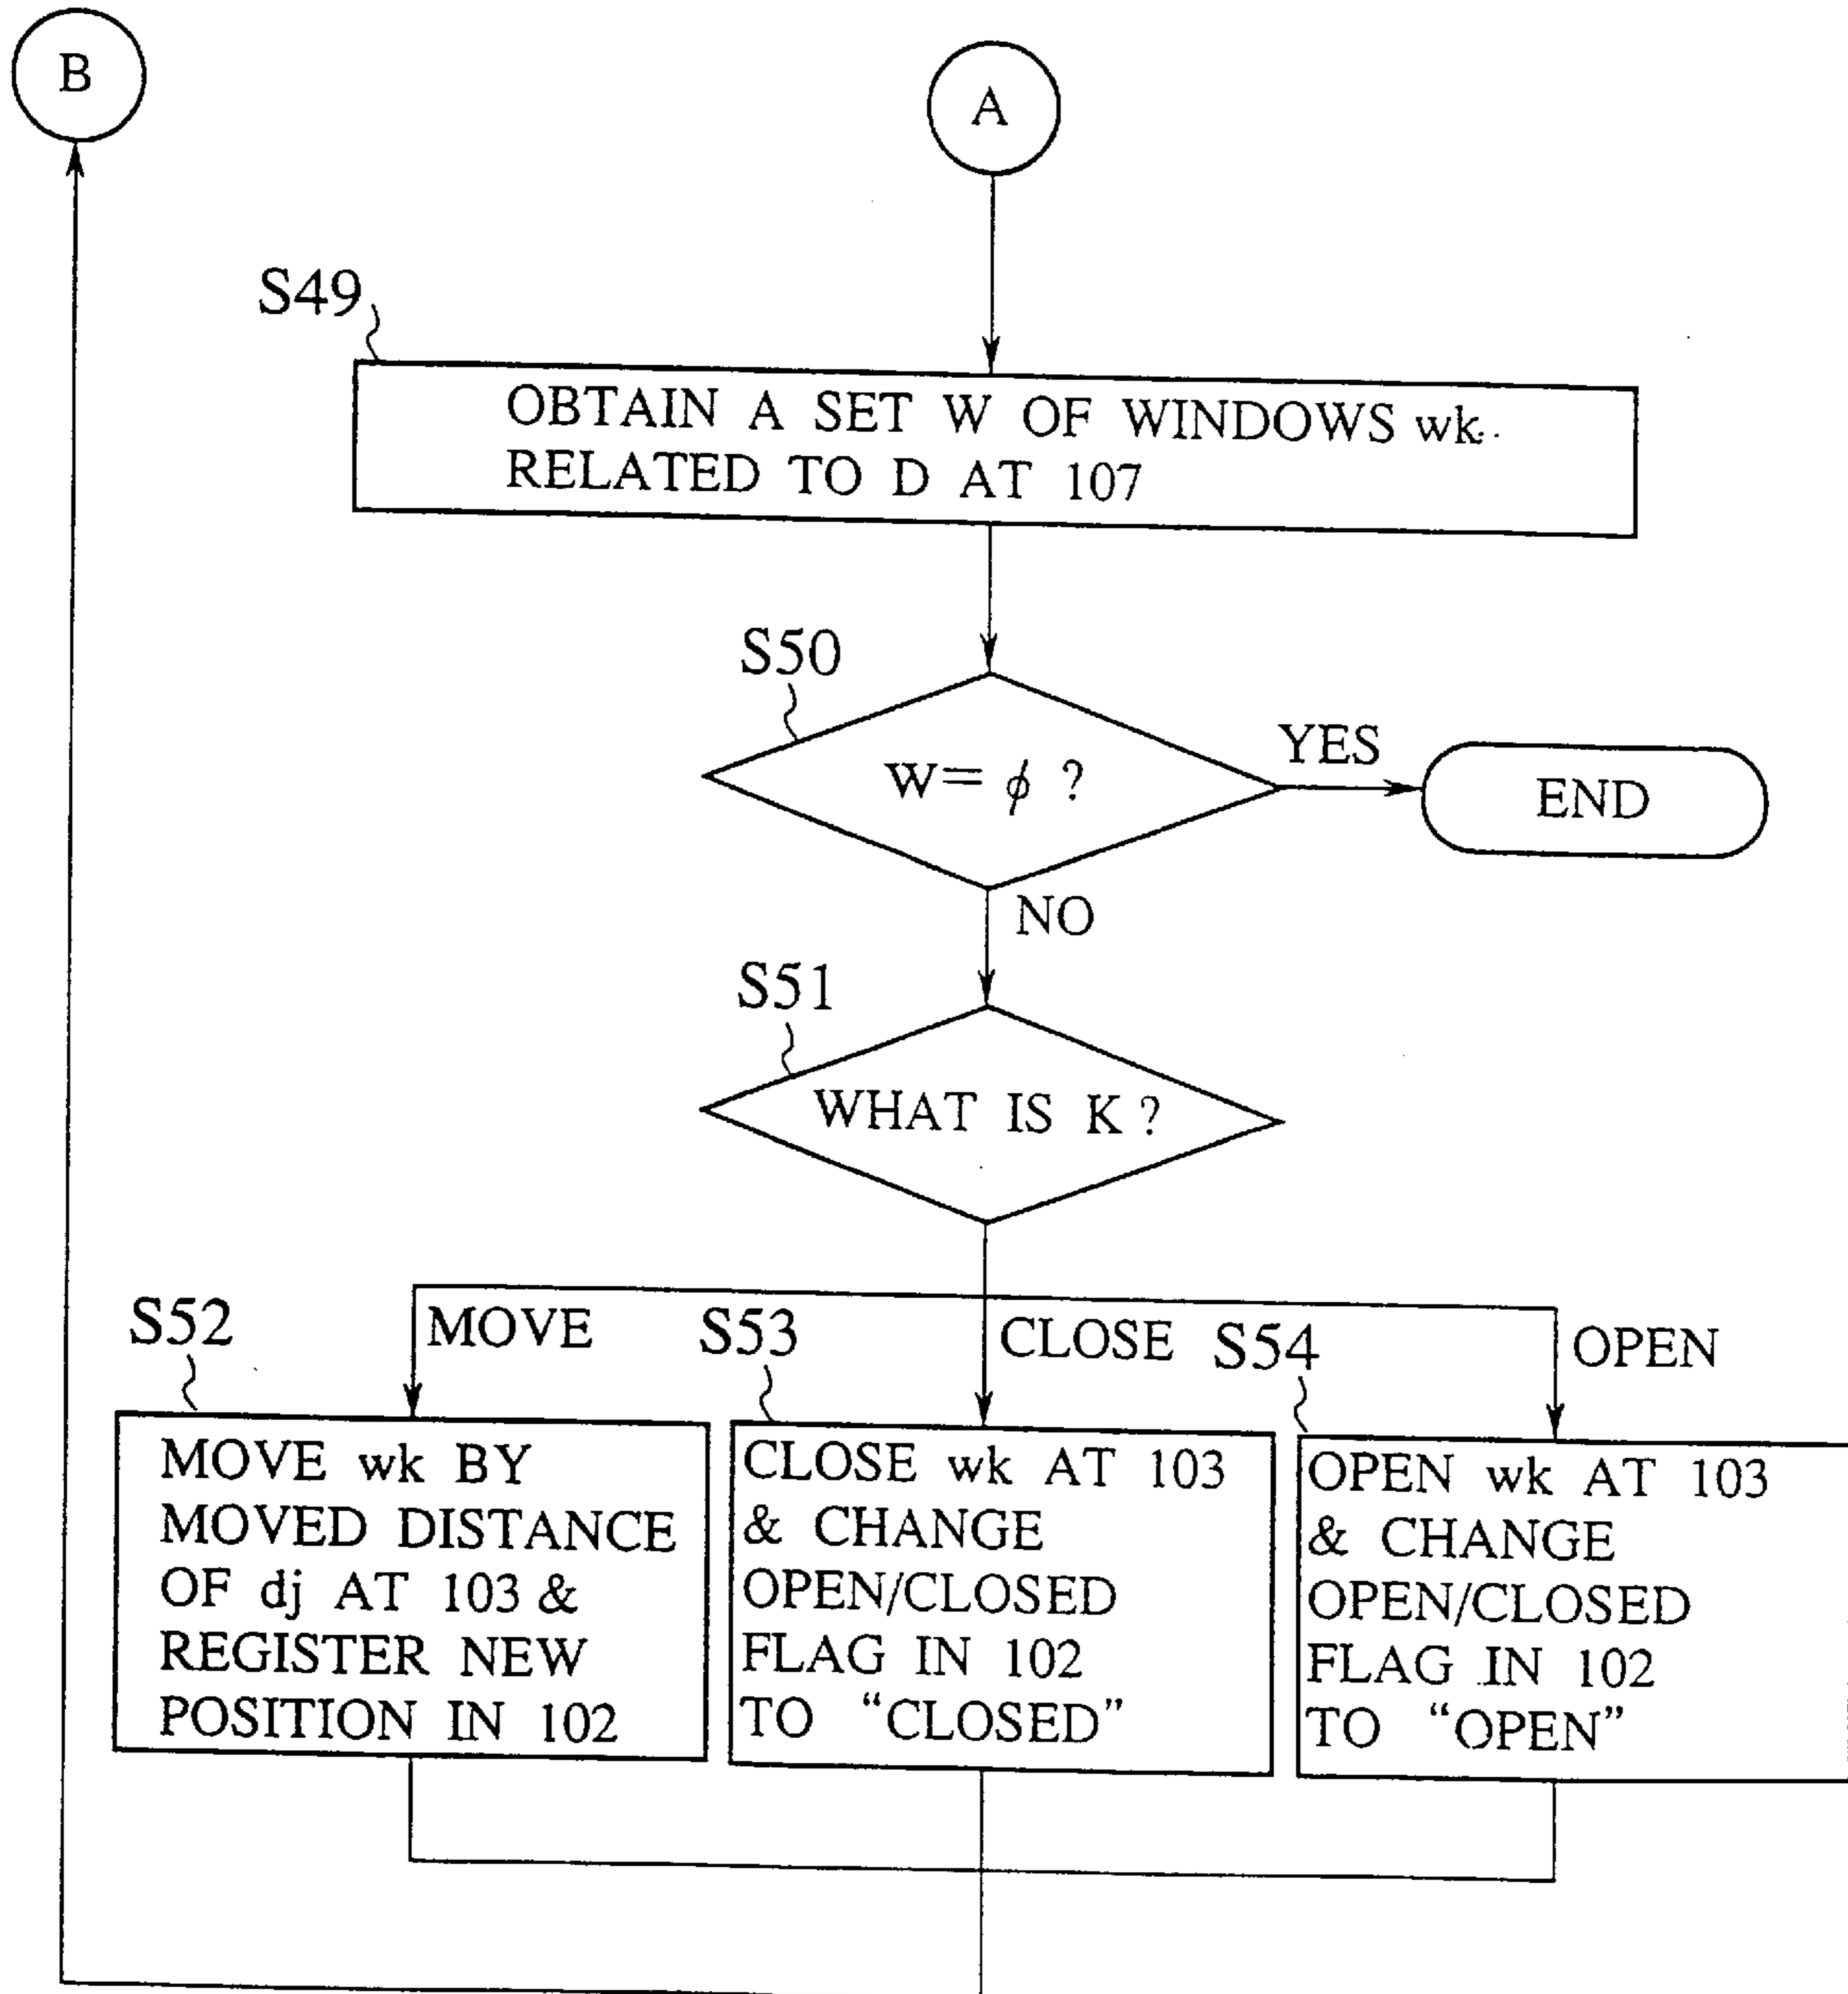 B
A
S49
OBTAIN A SET W OF WINDOWS wk
RELATED TO D AT 107
S50
W= φ ?
YES
END
NO
S51
WHAT IS K ?
S52
MOVE
S53
CLOSE
S54
OPEN
MOVE wk BY
MOVED DISTANCE
OF dj AT 103 &
REGISTER NEW
POSITION IN 102
CLOSE wk AT 103
& CHANGE
OPEN/CLOSED
FLAG IN 102
TO “CLOSED”
OPEN wk AT 103
& CHANGE
OPEN/CLOSED
FLAG IN 102
TO “OPEN”